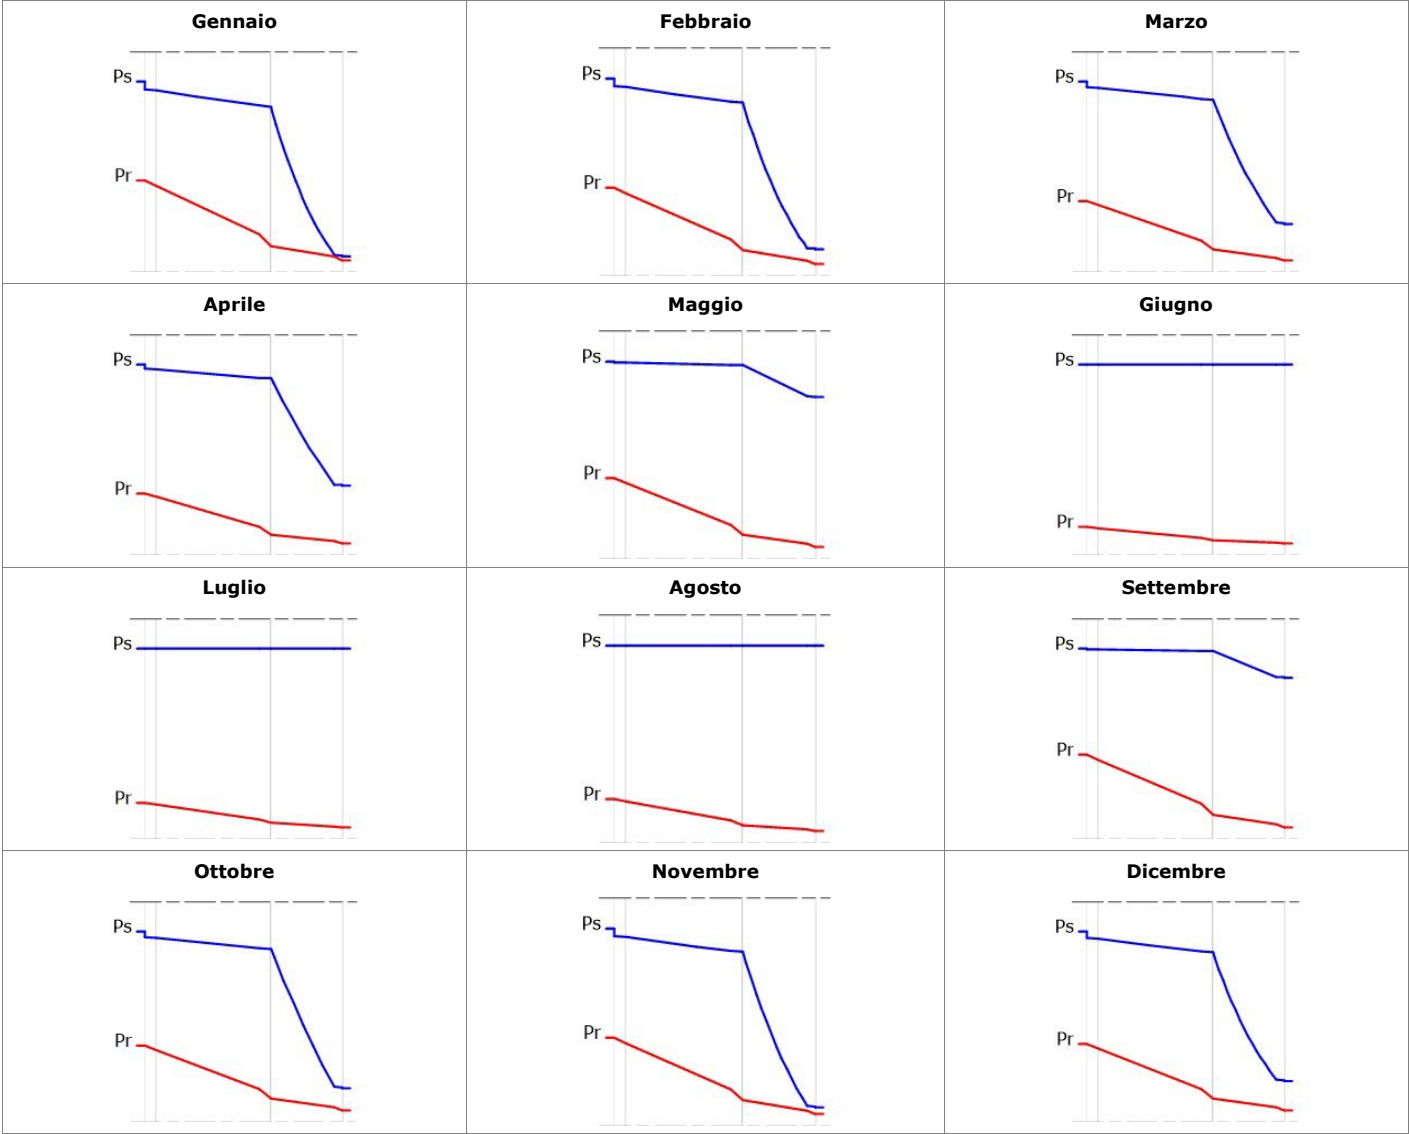 Gennaio
Febbraio
Marzo
Ps
Ps
Ps
Pr
Pr
Pr
Aprile
Maggio
Giugno
Ps
Ps
Ps
Pr
Pr
Pr
Luglio
Agosto
Settembre
Ps
Ps
Ps
Pr
Pr
Pr
Ottobre
Novembre
Dicembre
Ps
Ps
Ps
Pr
Pr
Pr